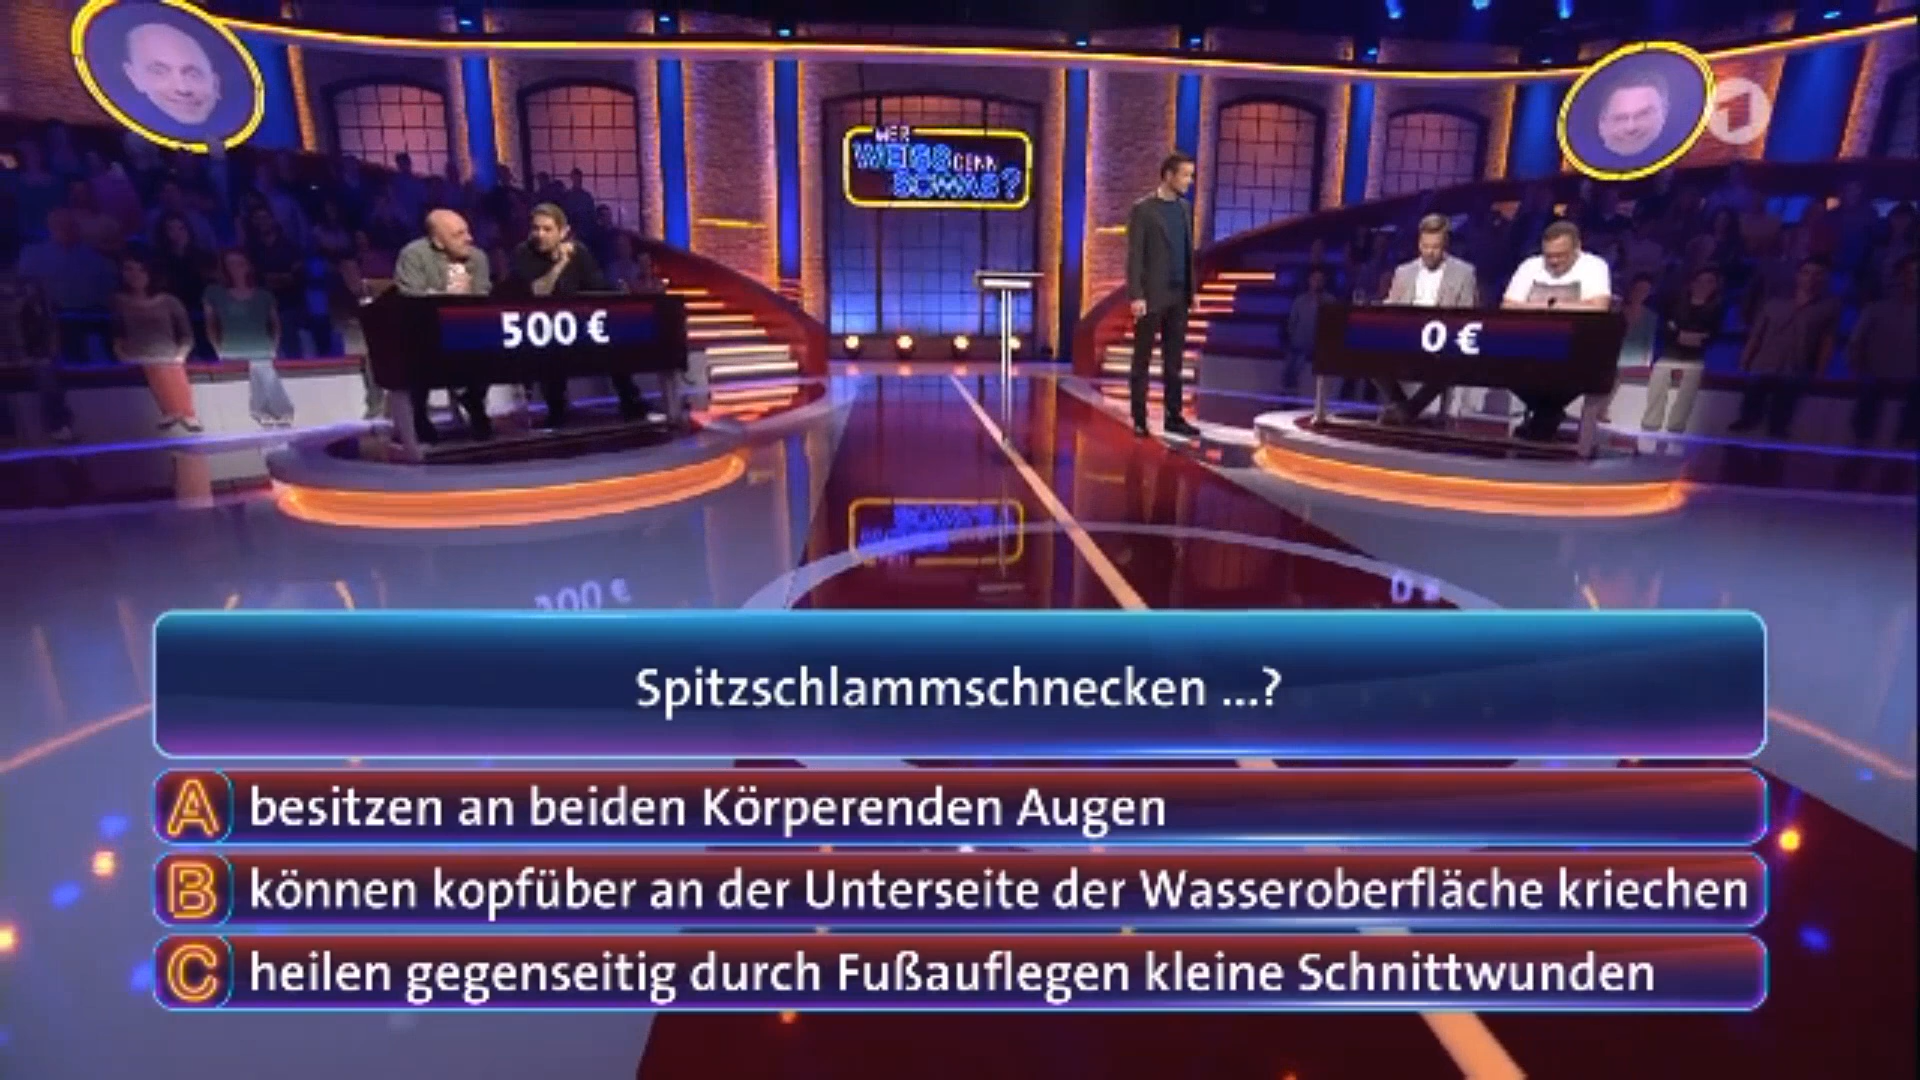 WER
WEISS DENN
SOWAS?
1
500 €
0 €
Spitzschlammschnecken ...?
A besitzen an beiden Körperenden Augen
B können kopfüber an der Unterseite der Wasseroberfläche kriechen
C heilen gegenseitig durch Fußauflegen kleine Schnittwunden